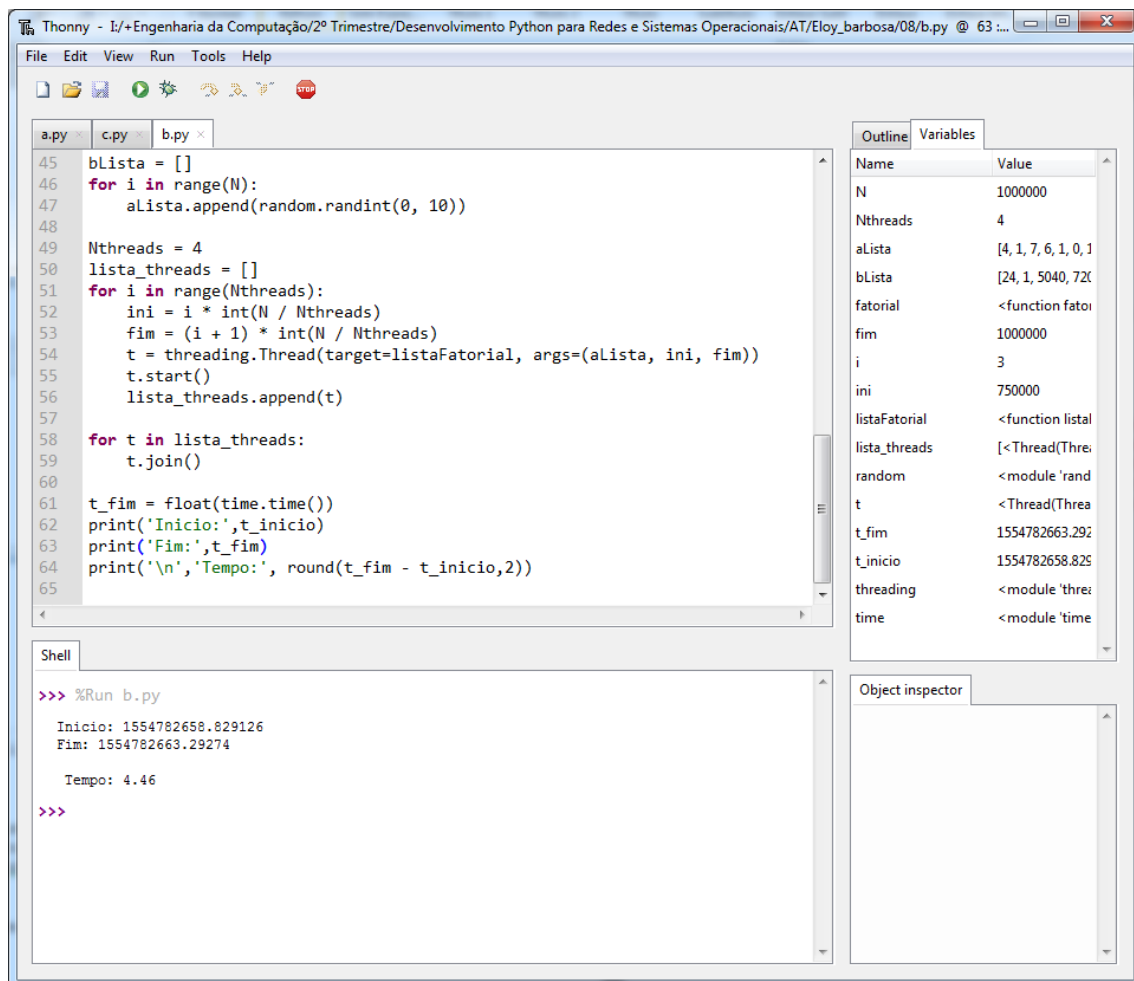 Thonny - I:/+Engenharia da Computação/2º Trimestre/Desenvolvimento Python para Redes e Sistemas Operacionais/AT/Eloy_barbosa/08/b.py @ 63 :...
File Edit View Run Tools Help
STOP
a.py × c.py × b.py ×
45 bLista = []
46 for i in range(N):
47     aLista.append(random.randint(0, 10))
48
49 Nthreads = 4
50 lista_threads = []
51 for i in range(Nthreads):
52     ini = i * int(N / Nthreads)
53     fim = (i + 1) * int(N / Nthreads)
54     t = threading.Thread(target=listaFatorial, args=(aLista, ini, fim))
55     t.start()
56     lista_threads.append(t)
57
58 for t in lista_threads:
59     t.join()
60
61 t_fim = float(time.time())
62 print('Inicio:',t_inicio)
63 print('Fim:',t_fim)
64 print('\n','Tempo:', round(t_fim - t_inicio,2))
65
Shell
>>> %Run b.py
Inicio: 1554782658.829126
Fim: 1554782663.29274
Tempo: 4.46
>>>
Outline Variables
Name Value
N 1000000
Nthreads 4
aLista [4, 1, 7, 6, 1, 0, 1
bLista [24, 1, 5040, 720
fatorial <function fator
fim 1000000
i 3
ini 750000
listaFatorial <function listal
lista_threads [<Thread(Threa
random <module 'rand
t <Thread(Threa
t_fim 1554782663.292
t_inicio 1554782658.829
threading <module 'threa
time <module 'time
Object inspector